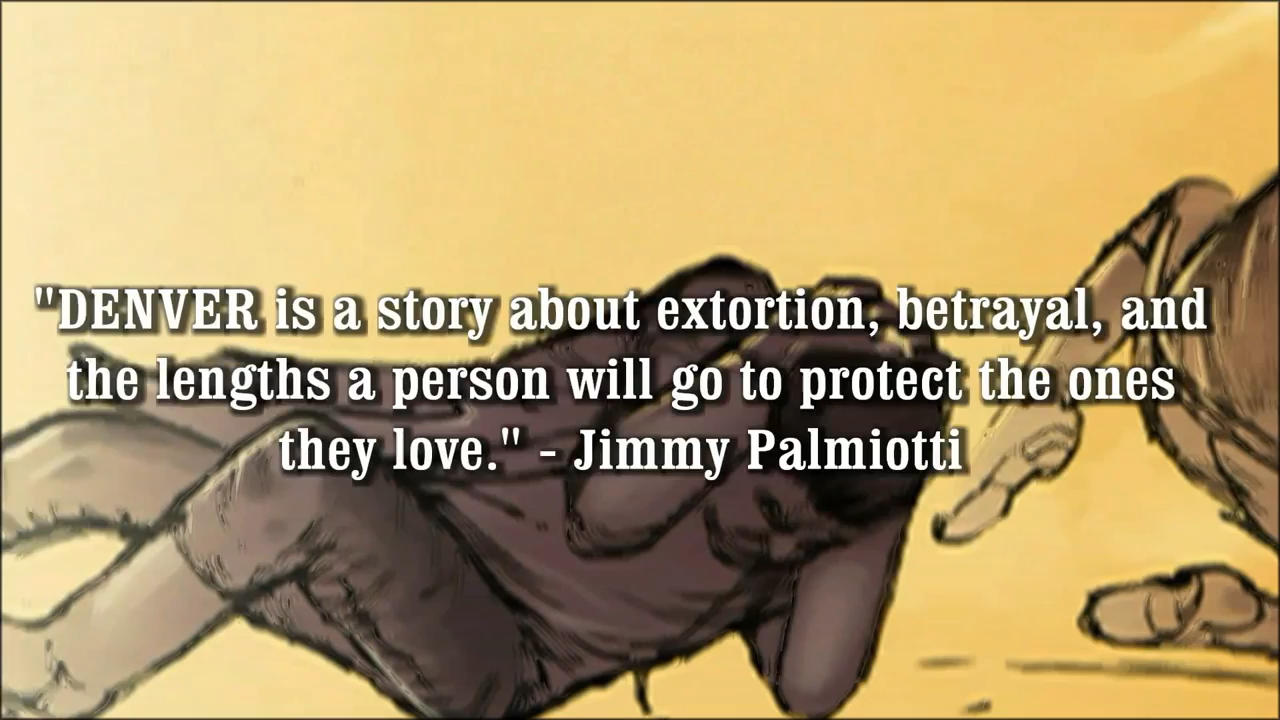 "DENVER is a story about extortion, betrayal, and
the lengths a person will go to protect the ones
they love." - Jimmy Palmiotti